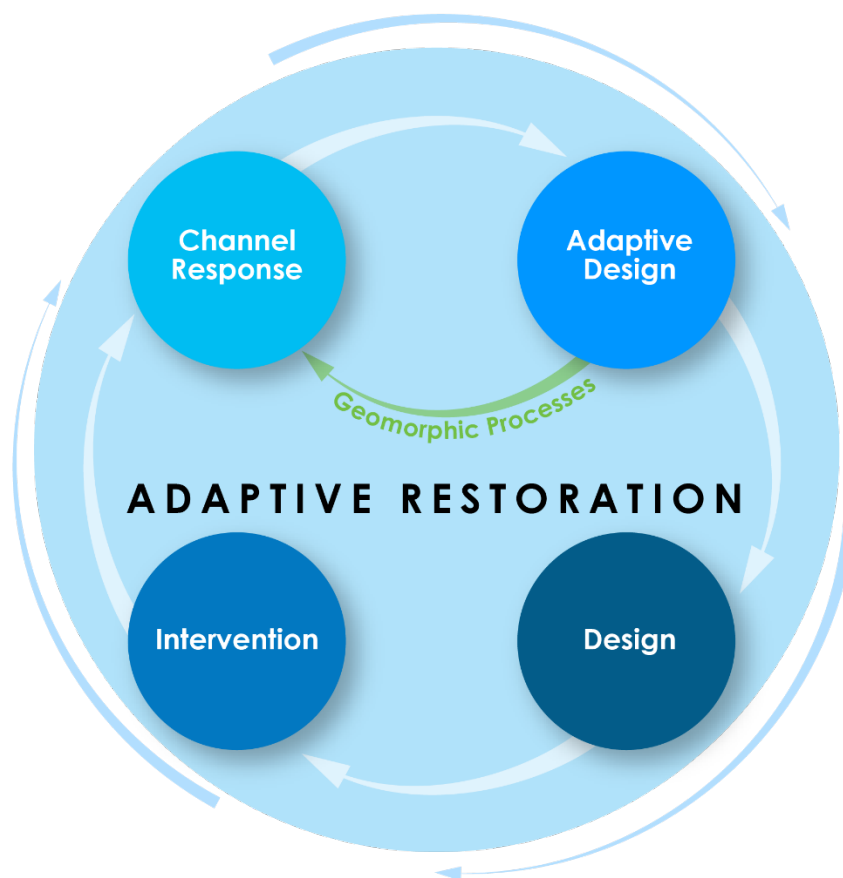 Channel
Response
Adaptive
Design
Geomorphic Processes
ADAPTIVE RESTORATION
Intervention
Design